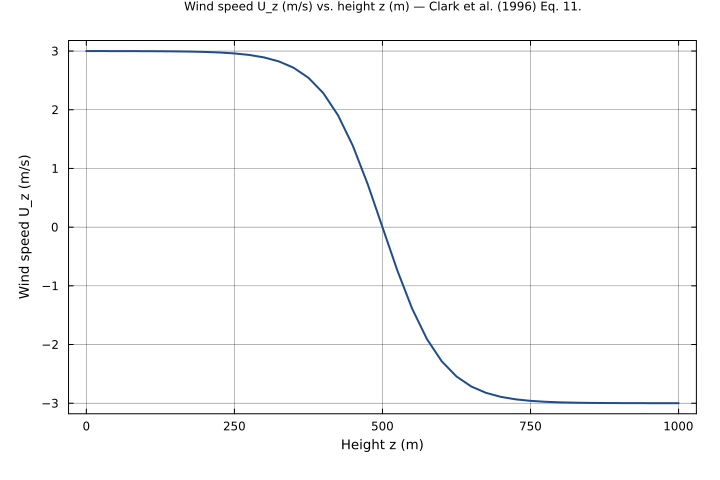 Wind speed U_z (m/s) vs. height z (m) — Clark et al. (1996) Eq. 11.
3
2
1
0
−1
−2
−3
Wind speed U_z (m/s)
0 250 500 750 1000
Height z (m)